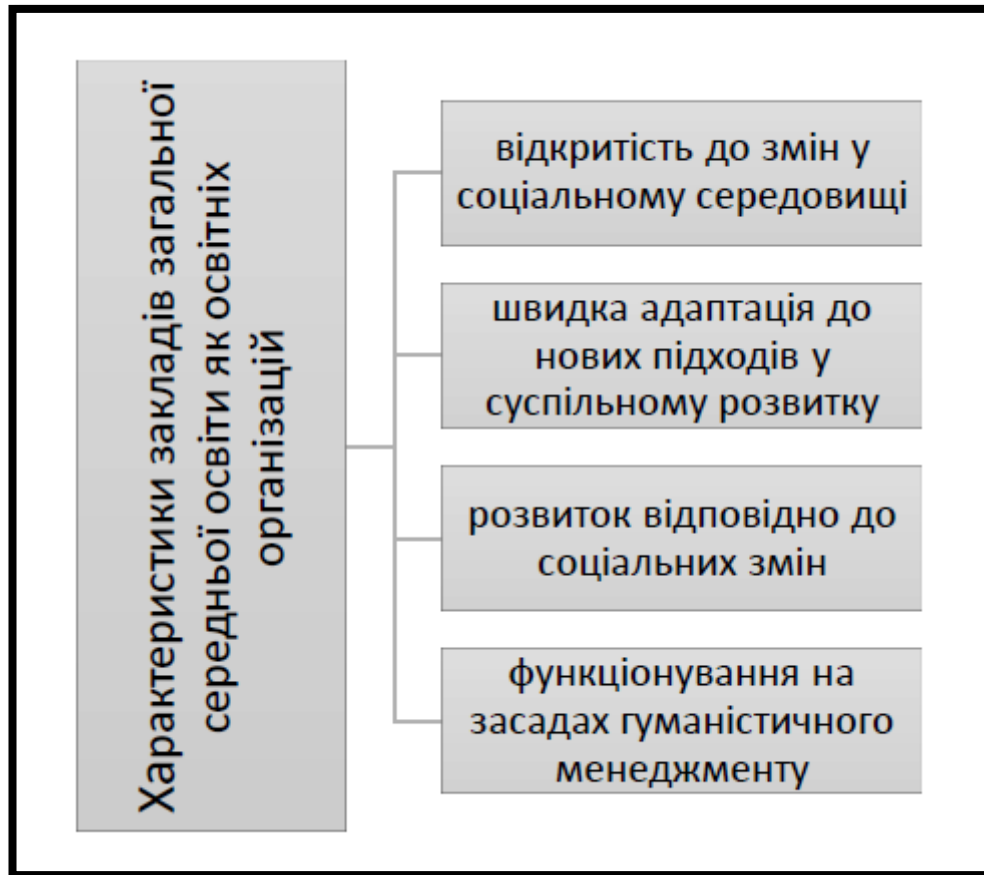 Характеристики закладів загальної
середньої освіти як освітніх
організацій
відкритість до змін у
соціальному середовищі
швидка адаптація до
нових підходів у
суспільному розвитку
розвиток відповідно до
соціальних змін
функціонування на
засадах гуманістичного
менеджменту